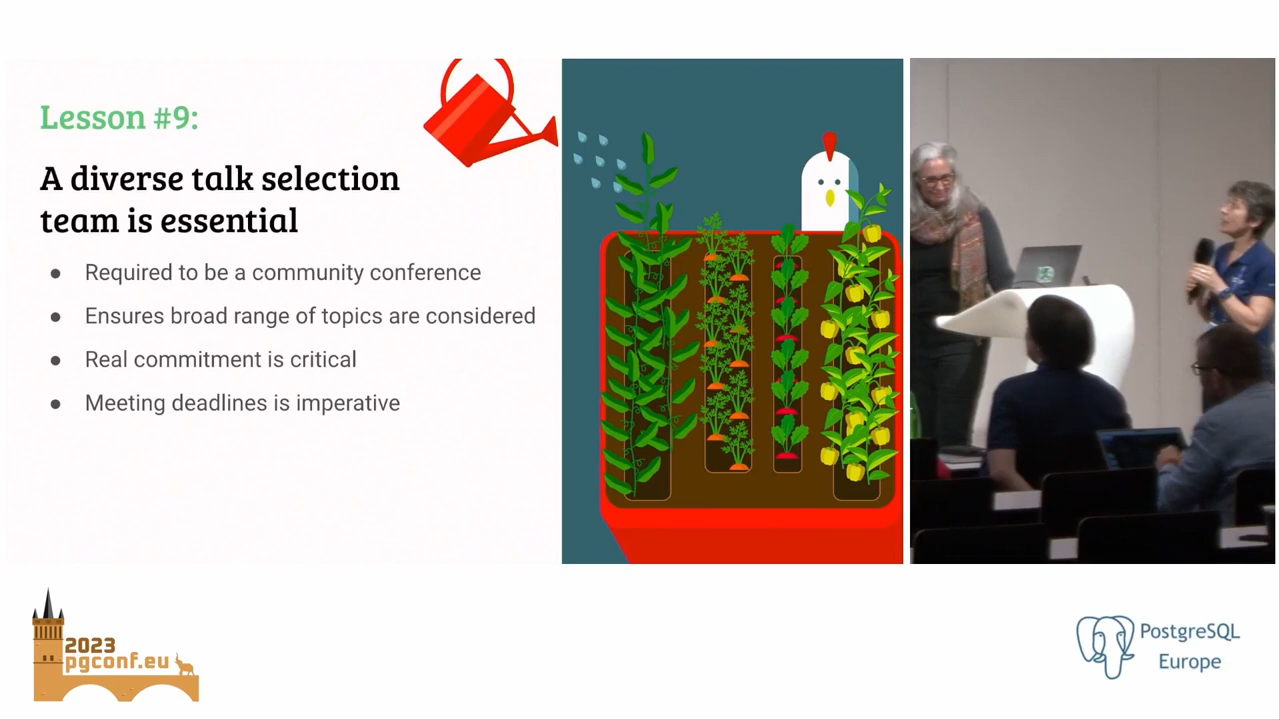 Lesson #9:
A diverse talk selection
team is essential
● Required to be a community conference
● Ensures broad range of topics are considered
● Real commitment is critical
● Meeting deadlines is imperative
2023
pgconf.eu
PostgreSQL
Europe